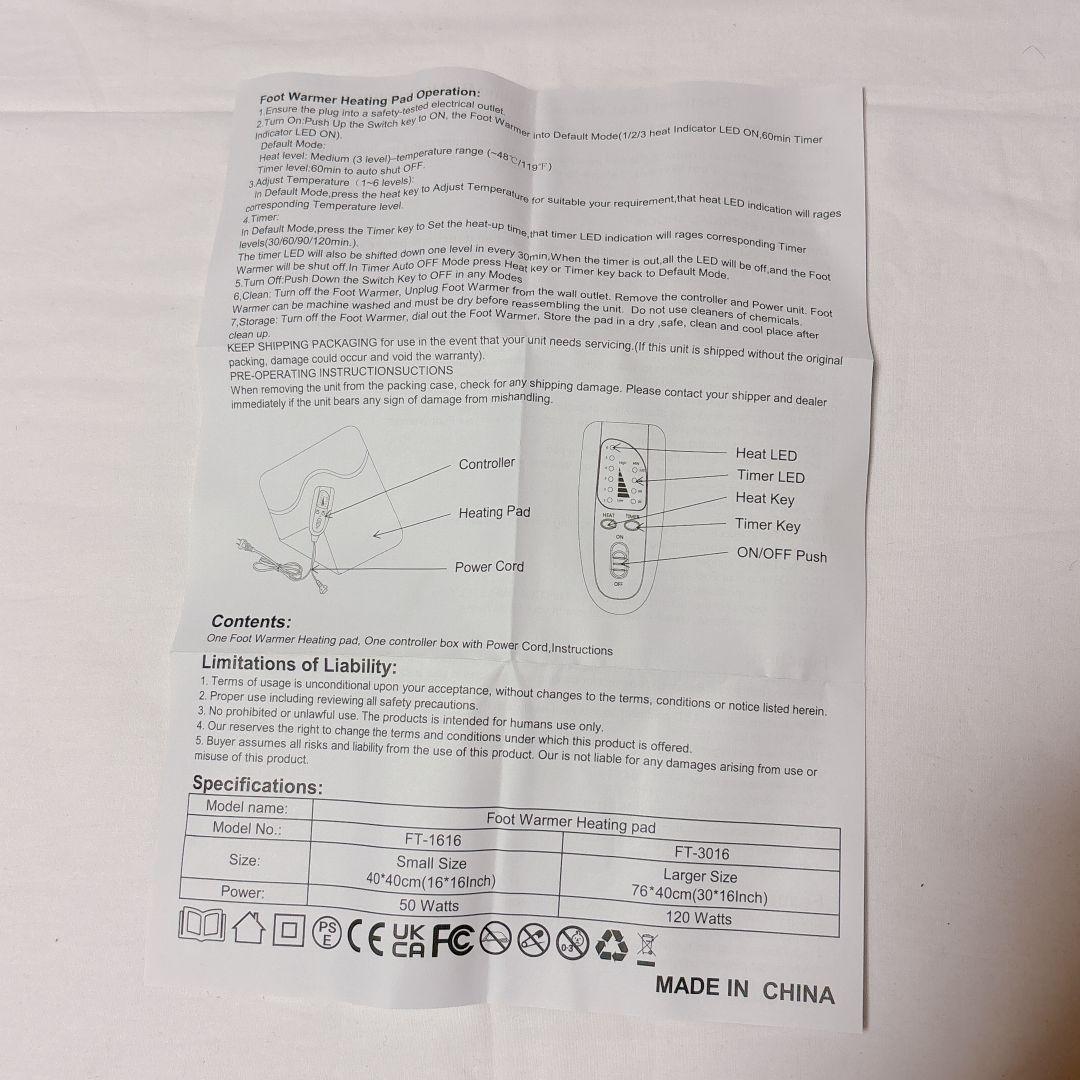 Foot Warmer Heating Pad Operation:
1.Ensure the plug into a safety-tested electrical outlet.
2.Turn On:Push Up the Switch key to ON, the Foot Warmer into Default Mode(1/2/3 heat Indicator LED ON,60min Timer
Indicator LED ON).
Default Mode:
Heat level: Medium (3 level)–temperature range (~48℃/119℉)
Timer level:60min to auto shut OFF.
3.Adjust Temperature (1~6 levels):
In Default Mode,press the heat key to Adjust Temperature for suitable your requirement,that heat LED indication will rages
corresponding Temperature level.
4.Timer:
In Default Mode,press the Timer key to Set the heat-up time,that timer LED indication will rages corresponding Timer
levels(30/60/90/120min.).
The timer LED will also be shifted down one level in every 30min,When the timer is out,all the LED will be off,and the Foot
Warmer will be shut off.In Timer Auto OFF Mode press Heat key or Timer key back to Default Mode.
5.Turn Off:Push Down the Switch Key to OFF in any Modes
6,Clean: Turn off the Foot Warmer, Unplug Foot Warmer from the wall outlet. Remove the controller and Power unit. Foot
Warmer can be machine washed and must be dry before reassembling the unit. Do not use cleaners of chemicals.
7,Storage: Turn off the Foot Warmer, dial out the Foot Warmer, Store the pad in a dry ,safe, clean and cool place after
clean up.
KEEP SHIPPING PACKAGING for use in the event that your unit needs servicing.(If this unit is shipped without the original
packing, damage could occur and void the warranty).
PRE-OPERATING INSTRUCTIONSUCTIONS
When removing the unit from the packing case, check for any shipping damage. Please contact your shipper and dealer
immediately if the unit bears any sign of damage from mishandling.
Controller
Heating Pad
Power Cord
High
Low
HEAT TIMER
ON
OFF
Heat LED
Timer LED
Heat Key
Timer Key
ON/OFF Push
Contents:
One Foot Warmer Heating pad, One controller box with Power Cord,Instructions
Limitations of Liability:
1. Terms of usage is unconditional upon your acceptance, without changes to the terms, conditions or notice listed herein.
2. Proper use including reviewing all safety precautions.
3. No prohibited or unlawful use. The products is intended for humans use only.
4. Our reserves the right to change the terms and conditions under which this product is offered.
5. Buyer assumes all risks and liability from the use of this product. Our is not liable for any damages arising from use or
misuse of this product.
Specifications:
Model name: Foot Warmer Heating pad
Model No.: FT-1616 FT-3016
Size: Small Size Larger Size
40*40cm(16*16Inch) 76*40cm(30*16Inch)
Power: 50 Watts 120 Watts
PS E CE UK CA FC 0-3
MADE IN CHINA